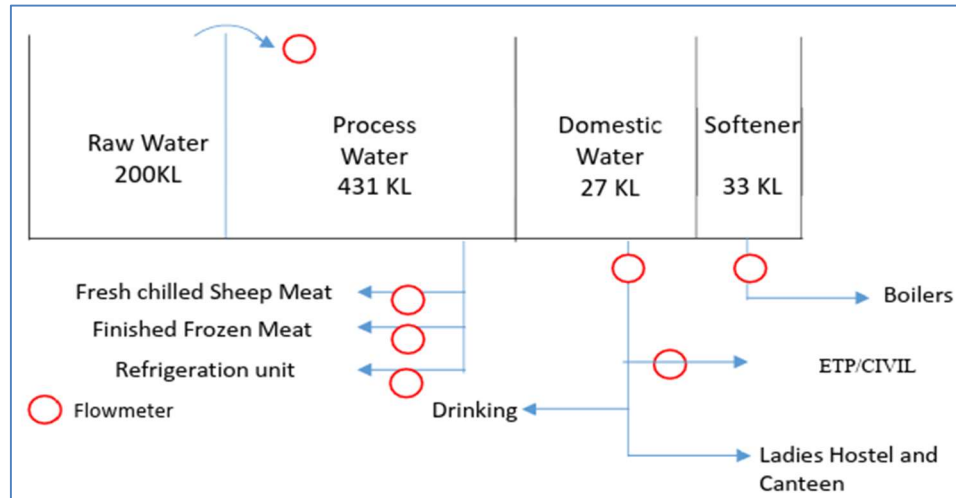 Raw Water
200KL
Process
Water
431 KL
Domestic
Water
27 KL
Softener
33 KL
Fresh chilled Sheep Meat
Finished Frozen Meat
Refrigeration unit
Flowmeter
Drinking
Boilers
ETP/CIVIL
Ladies Hostel and
Canteen